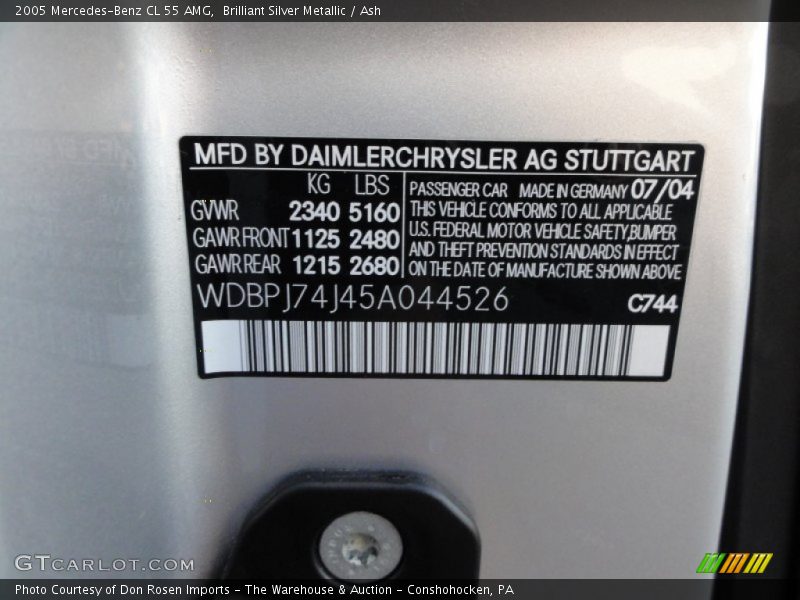 2005 Mercedes-Benz CL 55 AMG,  Brilliant Silver Metallic / Ash
MFD BY DAIMLERCHRYSLER AG STUTTGART
KG LBS
GVWR 2340 5160
GAWR FRONT 1125 2480
GAWR REAR 1215 2680
PASSENGER CAR MADE IN GERMANY 07/04
THIS VEHICLE CONFORMS TO ALL APPLICABLE
U.S. FEDERAL MOTOR VEHICLE SAFETY, BUMPER
AND THEFT PREVENTION STANDARDS IN EFFECT
ON THE DATE OF MANUFACTURE SHOWN ABOVE
WDBPJ74J45A044526 C744
GTCARLOT.COM
Photo Courtesy of Don Rosen Imports - The Warehouse & Auction - Conshohocken, PA